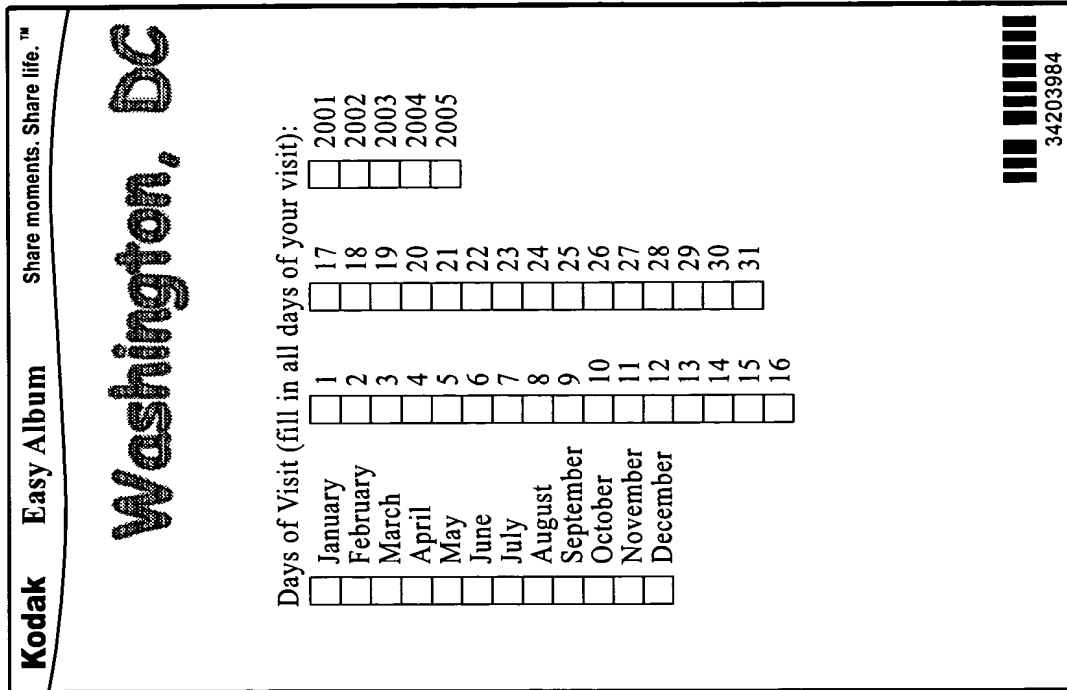 Kodak Easy Album Share moments. Share life.™
Washington, DC
Days of Visit (fill in all days of your visit):
January 1 17 2001
February 2 18 2002
March 3 19 2003
April 4 20 2004
May 5 21 2005
June 6 22
July 7 23
August 8 24
September 9 25
October 10 26
November 11 27
December 12 28
13 29
14 30
15 31
16
34203984